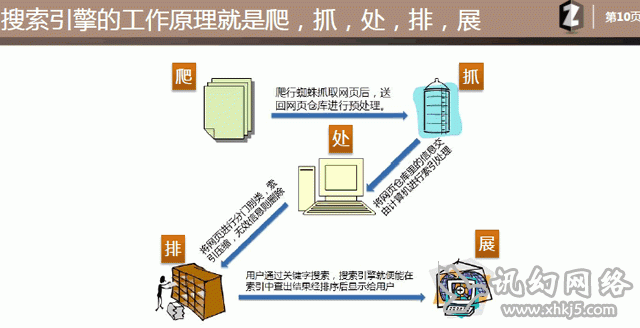 搜索引擎的工作原理就是爬，抓，处，排，展
Z
第10页
爬
抓
爬行蜘蛛抓取网页后，送
回网页仓库进行预处理。
处
将网页仓库里的信息交
由计算机进行索引处理
将网页进行分门别类，索
引压缩，无效信息则删除
排
展
用户通过关键字搜索，搜索引擎就便能在
索引中查出结果经排序后显示给用户
讯幻网络
www.xhkj5.com